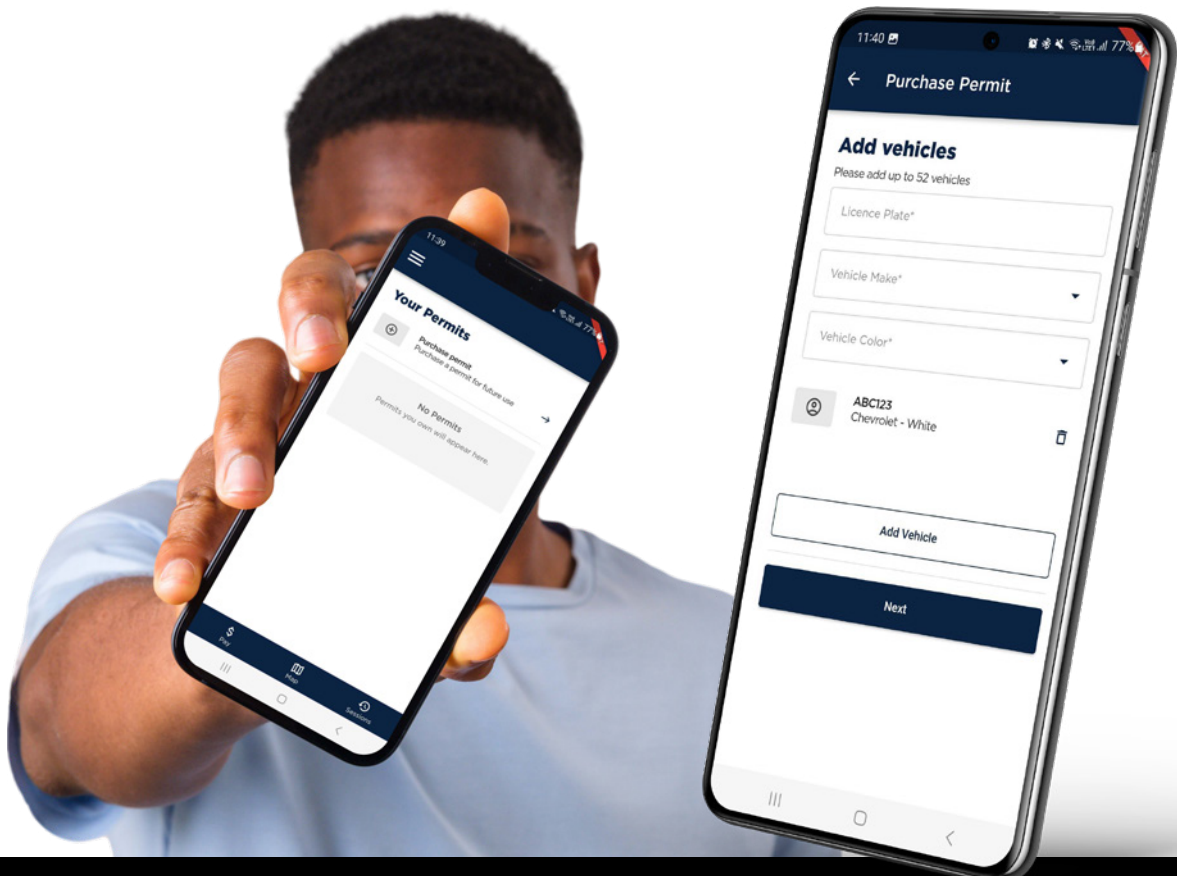 11:39
77%
Your Permits
Purchase permit
Purchase a permit for future use
No Permits
Permits you own will appear here.
$
Pay
Map
Sessions
11:40
77%
Purchase Permit
Add vehicles
Please add up to 52 vehicles
Licence Plate*
Vehicle Make*
Vehicle Color*
ABC123
Chevrolet - White
Add Vehicle
Next